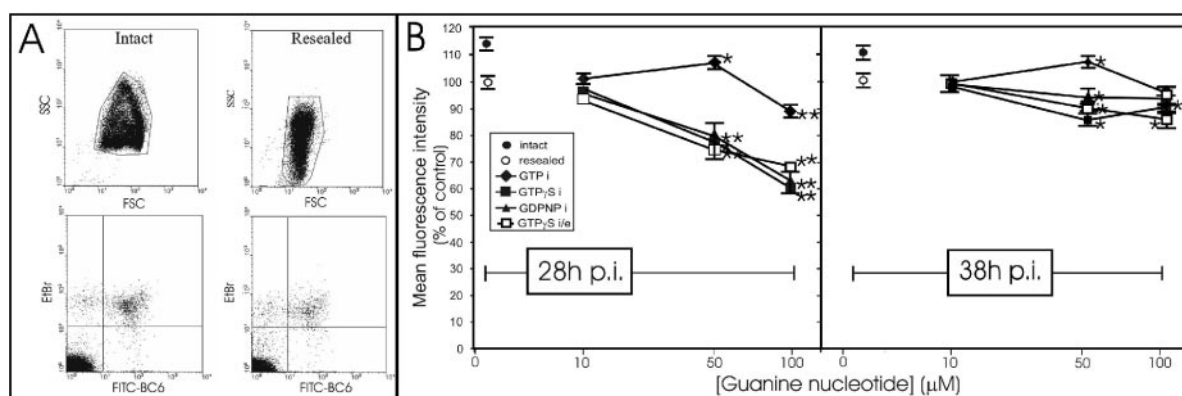 A
Intact
Resealed
SSC
SSC
FSC
FSC
EtBr
EtBr
FITC-BC6
FITC-BC6
B
Mean fluorescence intensity
(% of control)
120
110
100
90
80
70
60
50
40
30
20
10
0
intact
resealed
GTP i
GTPγS i
GDPNP i
GTPγS i/e
28h p.i.
38h p.i.
* ** ** ** ** ** **
* * * * * *
0 10 50 100
0 10 50 100
[Guanine nucleotide] (μM)